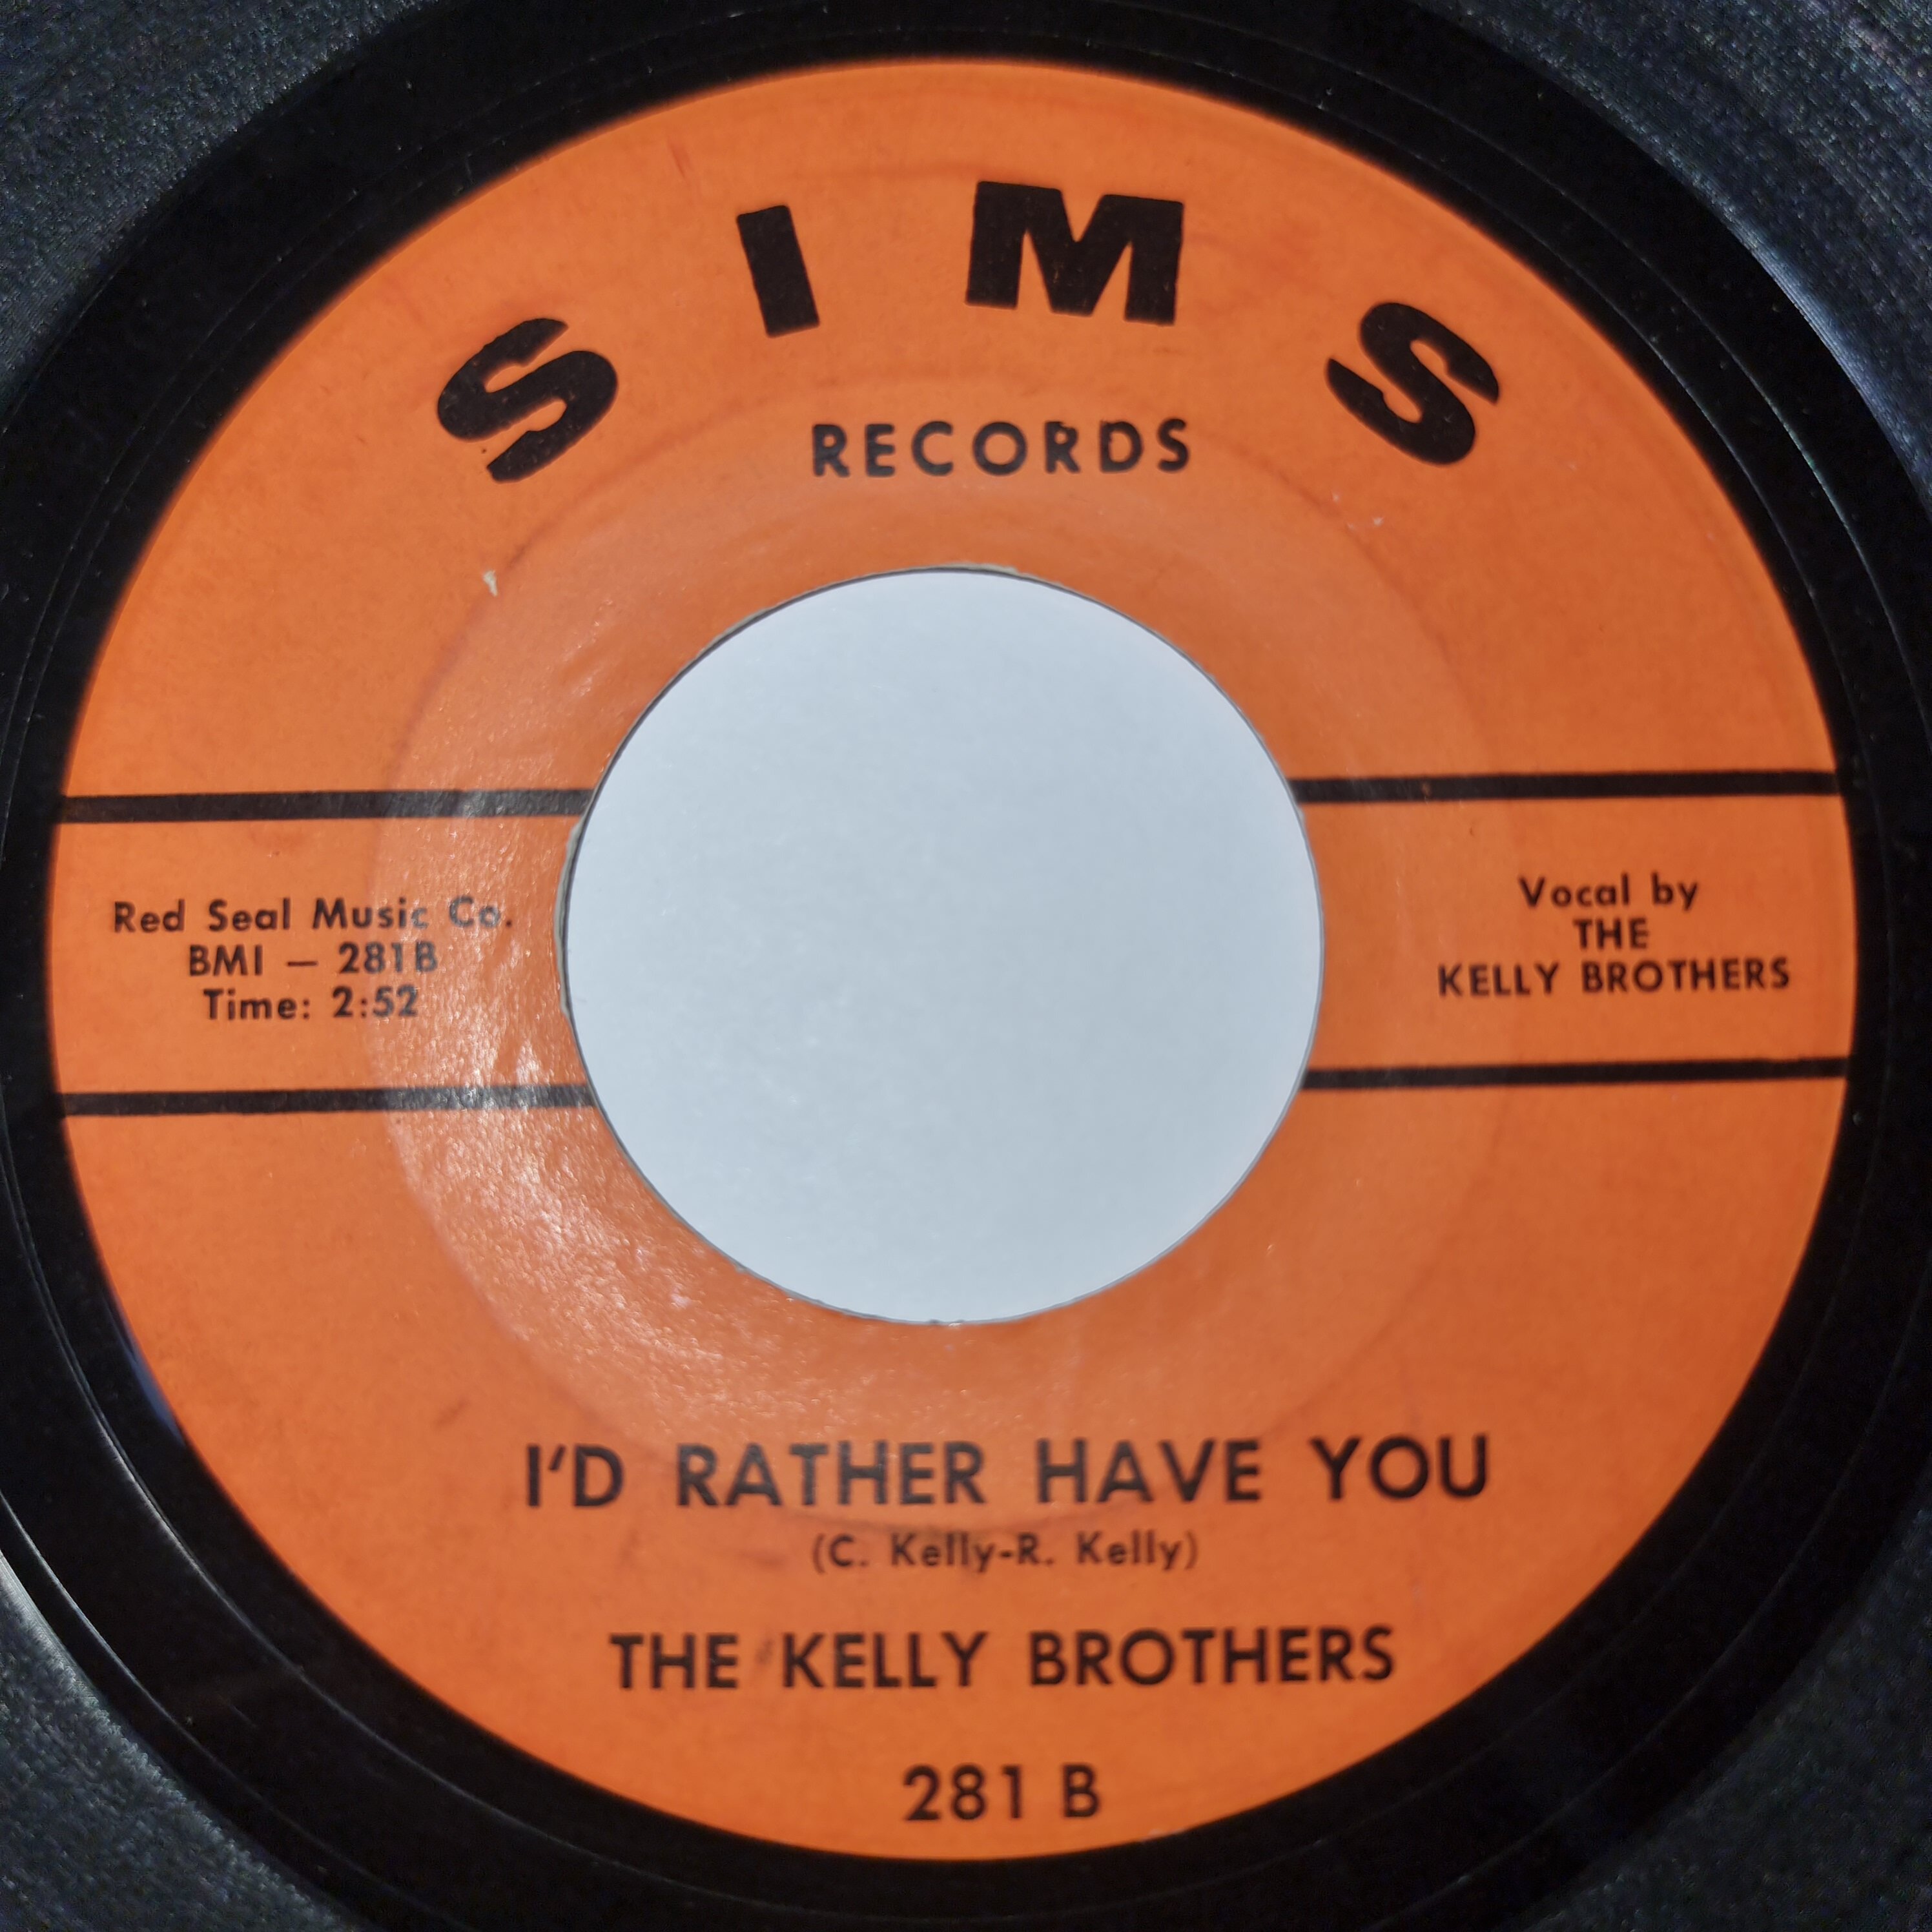 SIMS
RECORDS
Red Seal Music Co.
BMI — 281B
Time: 2:52
Vocal by
THE
KELLY BROTHERS
I'D RATHER HAVE YOU
(C. Kelly-R. Kelly)
THE KELLY BROTHERS
281 B